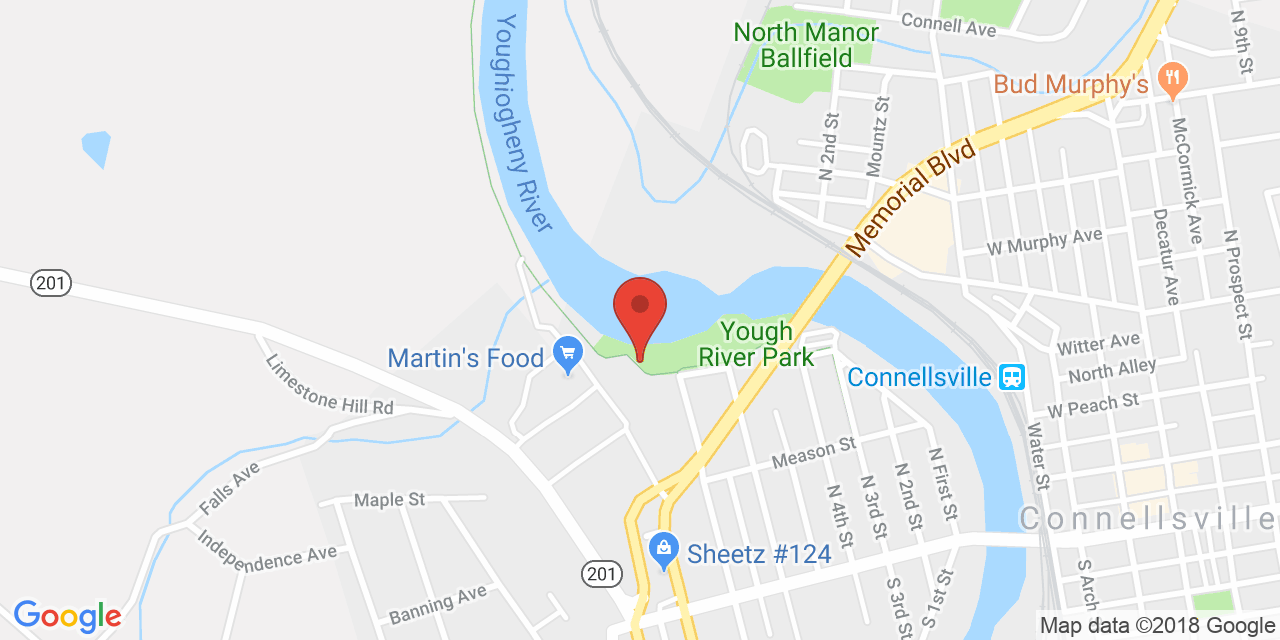 Connell Ave
N 9th St
North Manor
Ballfield
Bud Murphy's
Youghiogheny River
N 2nd St
Mountz St
McCormick Ave
Memorial Blvd
Decatur Ave
N Prospect St
W Murphy Ave
201
Limestone Hill Rd
Martin's Food
Yough
River Park
Witter Ave
North Alley
Connellsville
W Peach St
Water St
Meason St
N First St
N 2nd St
N 3rd St
N 4th St
Falls Ave
Maple St
Independence Ave
Banning Ave
Sheetz #124
201
Connellsville
S 3rd St
S 1st St
S Arch
Google
Map data ©2018 Google